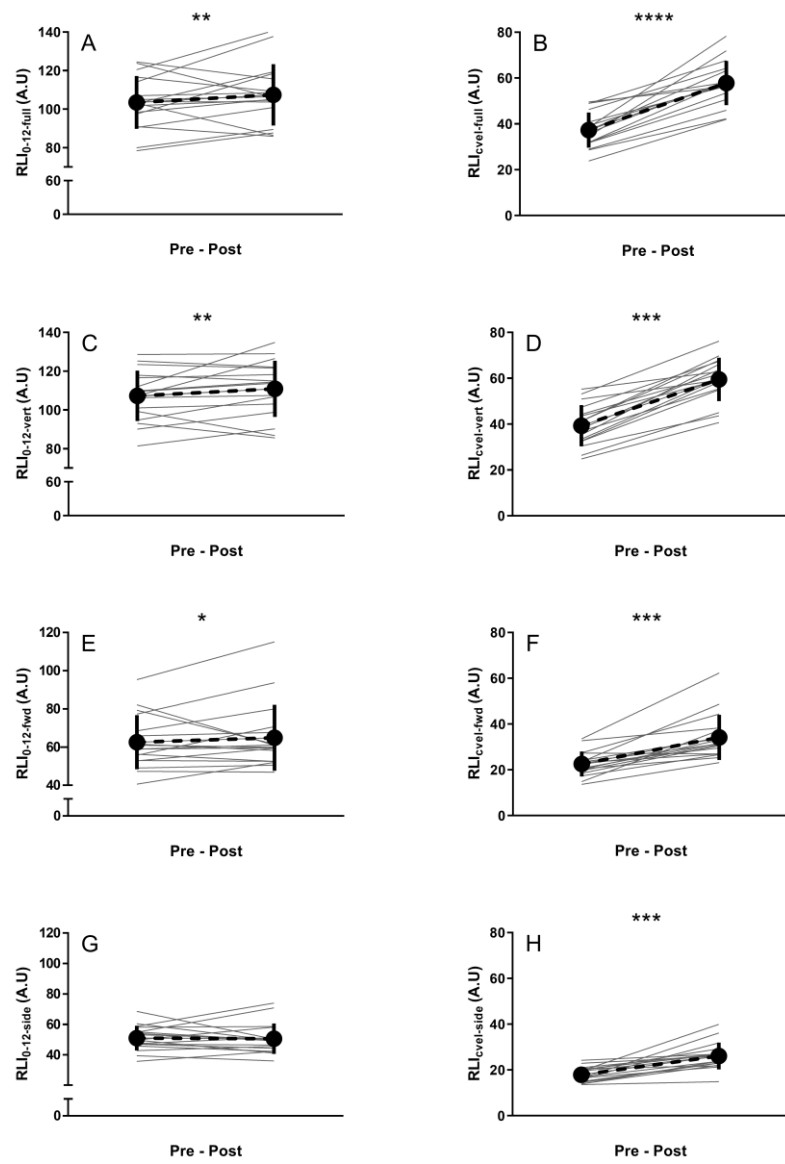 **
A
140
120
100
80
60
0
RLI0-12-full (A.U)
Pre - Post
****
B
80
60
40
20
0
RLIcvel-full (A.U)
Pre - Post
**
C
140
120
100
80
60
0
RLI0-12-vert (A.U)
Pre - Post
***
D
80
60
40
20
0
RLIcvel-vert (A.U)
Pre - Post
*
E
120
100
80
60
40
0
RLI0-12-fwd (A.U)
Pre - Post
***
F
80
60
40
20
0
RLIcvel-fwd (A.U)
Pre - Post
G
120
100
80
60
40
0
RLI0-12-side (A.U)
Pre - Post
***
H
80
60
40
20
0
RLIcvel-side (A.U)
Pre - Post